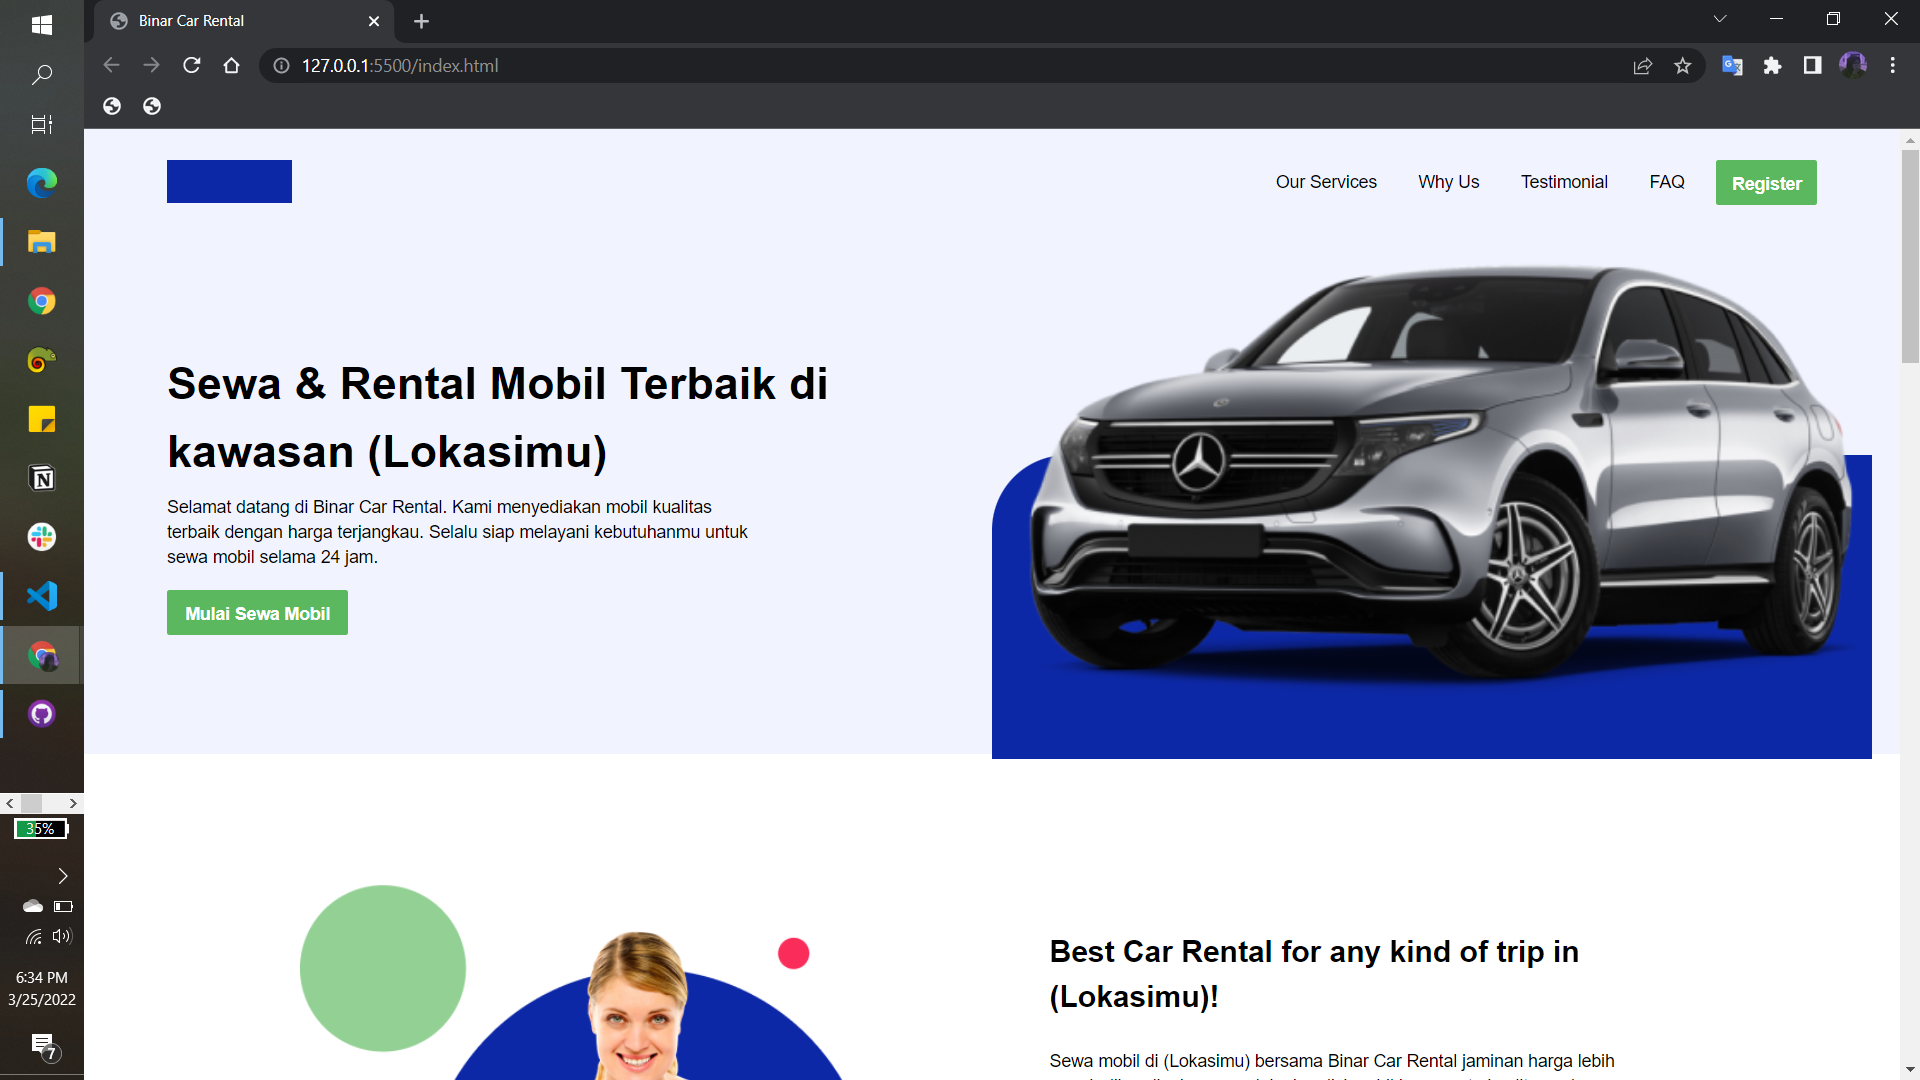 Binar Car Rental
127.0.0.1:5500/index.html
Our Services Why Us Testimonial FAQ Register
Sewa & Rental Mobil Terbaik di
kawasan (Lokasimu)
Selamat datang di Binar Car Rental. Kami menyediakan mobil kualitas
terbaik dengan harga terjangkau. Selalu siap melayani kebutuhanmu untuk
sewa mobil selama 24 jam.
Mulai Sewa Mobil
35%
6:34 PM
3/25/2022
7
Best Car Rental for any kind of trip in
(Lokasimu)!
Sewa mobil di (Lokasimu) bersama Binar Car Rental jaminan harga lebih